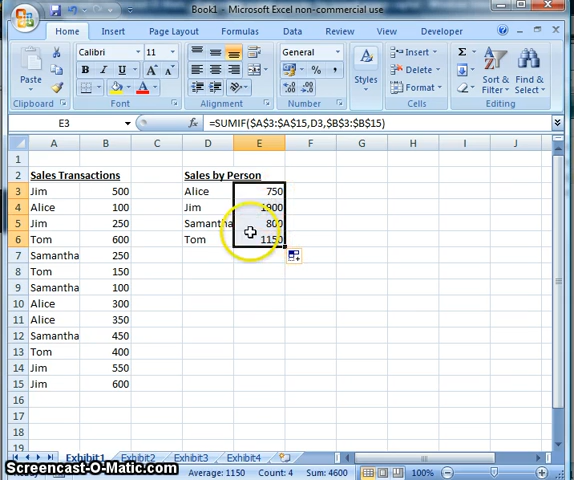 Book1 - Microsoft Excel non-commercial use
Home Insert Page Layout Formulas Data Review View
Calibri 11 General Insert
Paste B I U A A $ % , Styles Delete Sort & Filter Find & Select
Format
Clipboard Font Alignment Number Cells Editing
E3 fx =SUMIF($A$3:$A$15,D3,$B$3:$B$15)
A B C D E F G H I J
1
2 Sales Transactions Sales by Person
3 Jim 500 Alice 750
4 Alice 100 Jim 1900
5 Jim 250 Samantha 800
6 Tom 600 Tom 1150
7 Samantha 250
8 Tom 150
9 Samantha 100
10 Alice 300
11 Alice 350
12 Samantha 450
13 Tom 400
14 Jim 550
15 Jim 600
16
17
18
19
Exhibit1 Exhibit2 Exhibit3 Exhibit4
Screencast-O-Matic.com Average: 1150 Count: 4 Sum: 4600 100%